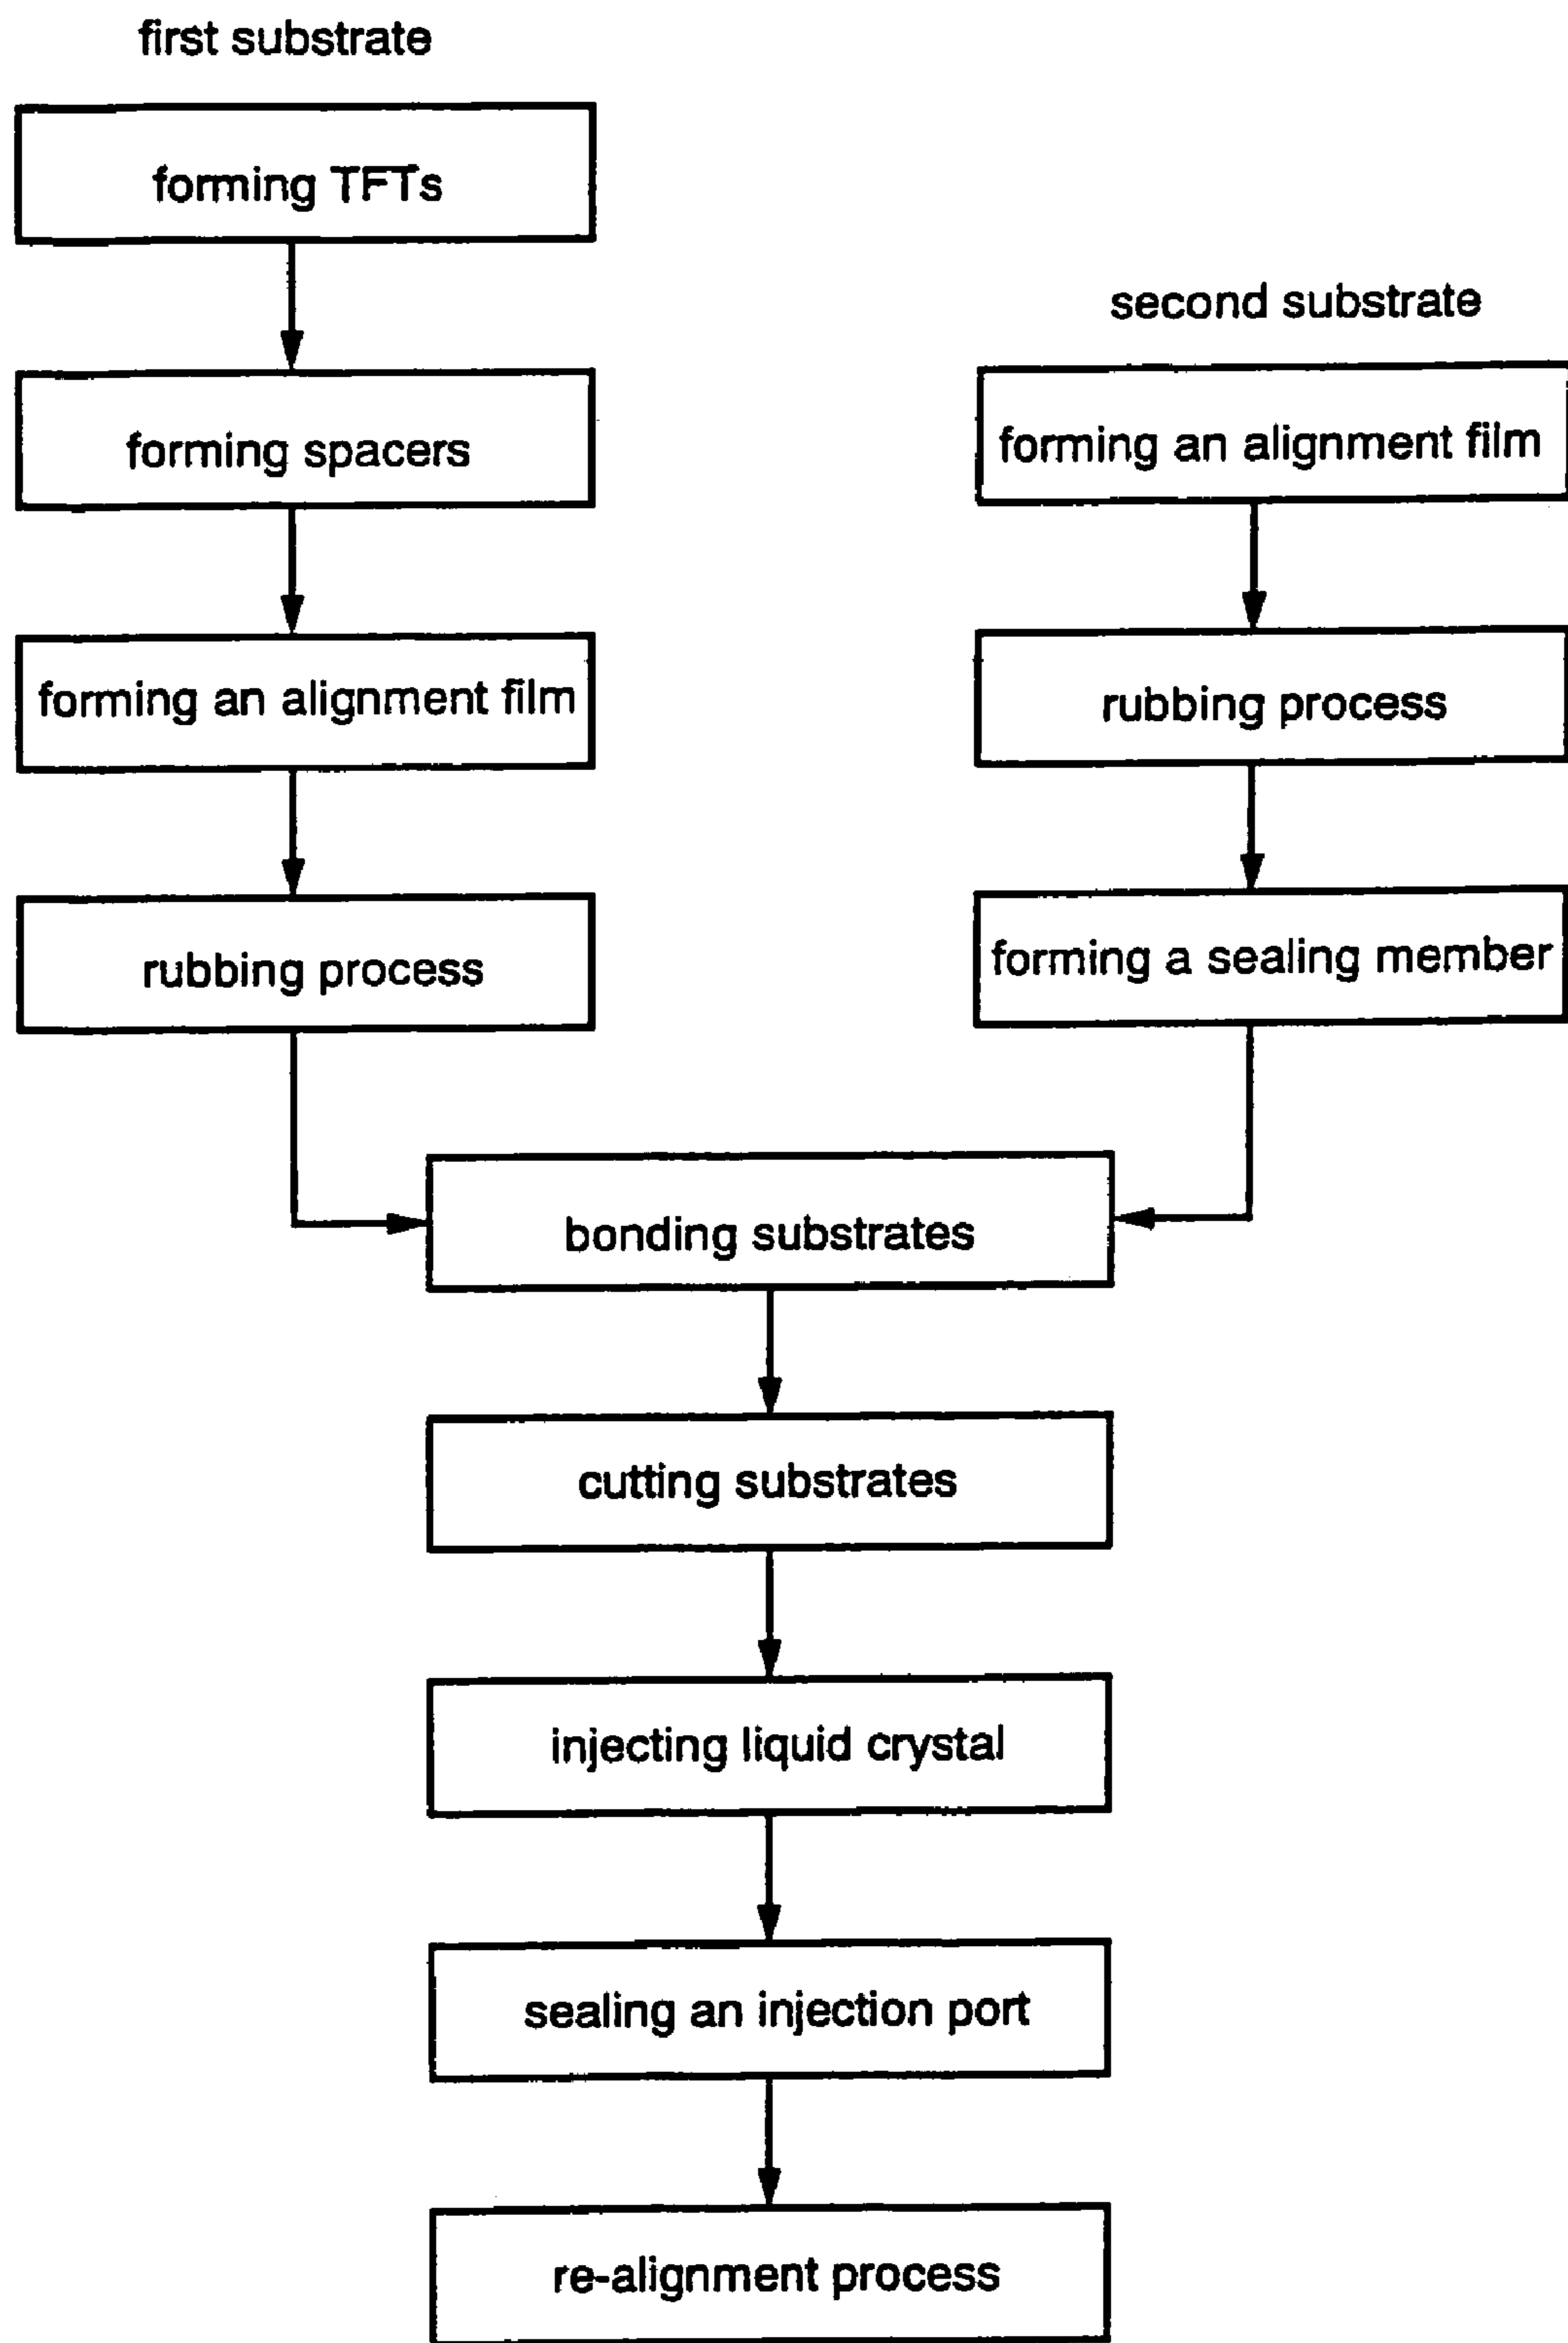 first substrate
forming TFTs
forming spacers
forming an alignment film
rubbing process
second substrate
forming an alignment film
rubbing process
forming a sealing member
bonding substrates
cutting substrates
injecting liquid crystal
sealing an injection port
re-alignment process